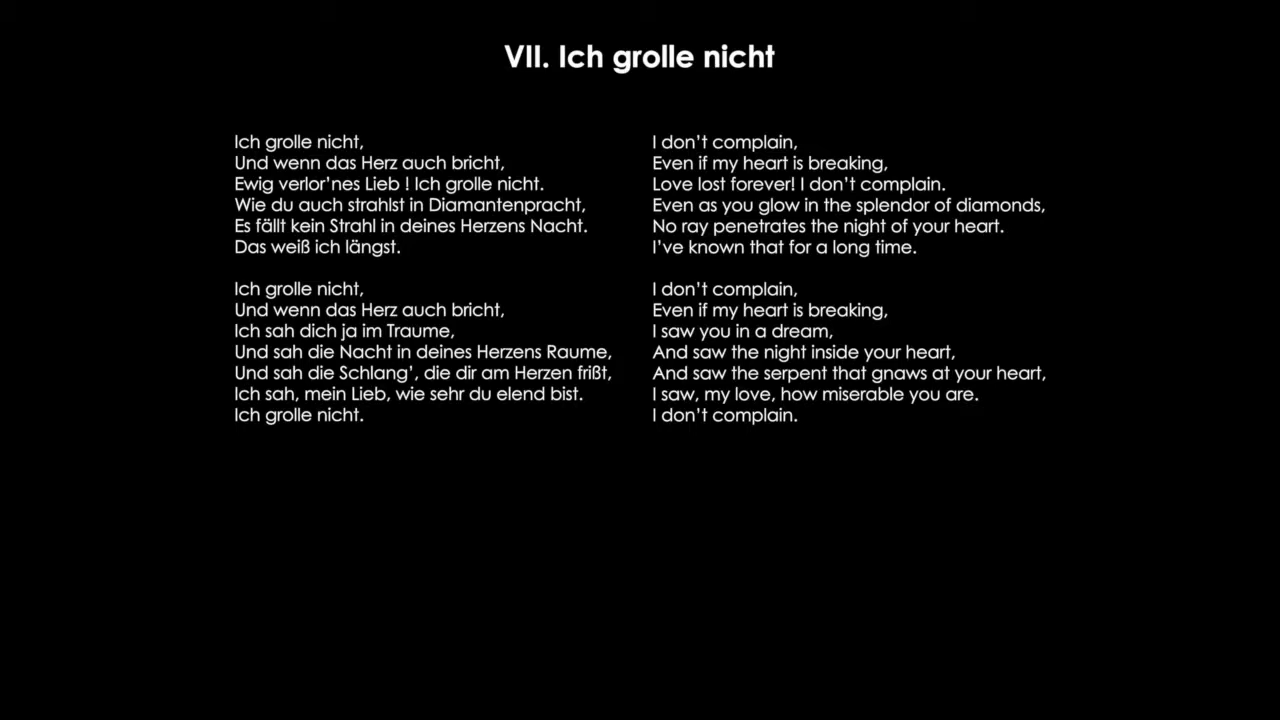 VII. Ich grolle nicht
Ich grolle nicht,
Und wenn das Herz auch bricht,
Ewig verlor'nes Lieb ! Ich grolle nicht.
Wie du auch strahlst in Diamantenpracht,
Es fällt kein Strahl in deines Herzens Nacht.
Das weiß ich längst.
Ich grolle nicht,
Und wenn das Herz auch bricht,
Ich sah dich ja im Traume,
Und sah die Nacht in deines Herzens Raume,
Und sah die Schlang', die dir am Herzen frißt,
Ich sah, mein Lieb, wie sehr du elend bist.
Ich grolle nicht.
I don't complain,
Even if my heart is breaking,
Love lost forever! I don't complain.
Even as you glow in the splendor of diamonds,
No ray penetrates the night of your heart.
I've known that for a long time.
I don't complain,
Even if my heart is breaking,
I saw you in a dream,
And saw the night inside your heart,
And saw the serpent that gnaws at your heart,
I saw, my love, how miserable you are.
I don't complain.